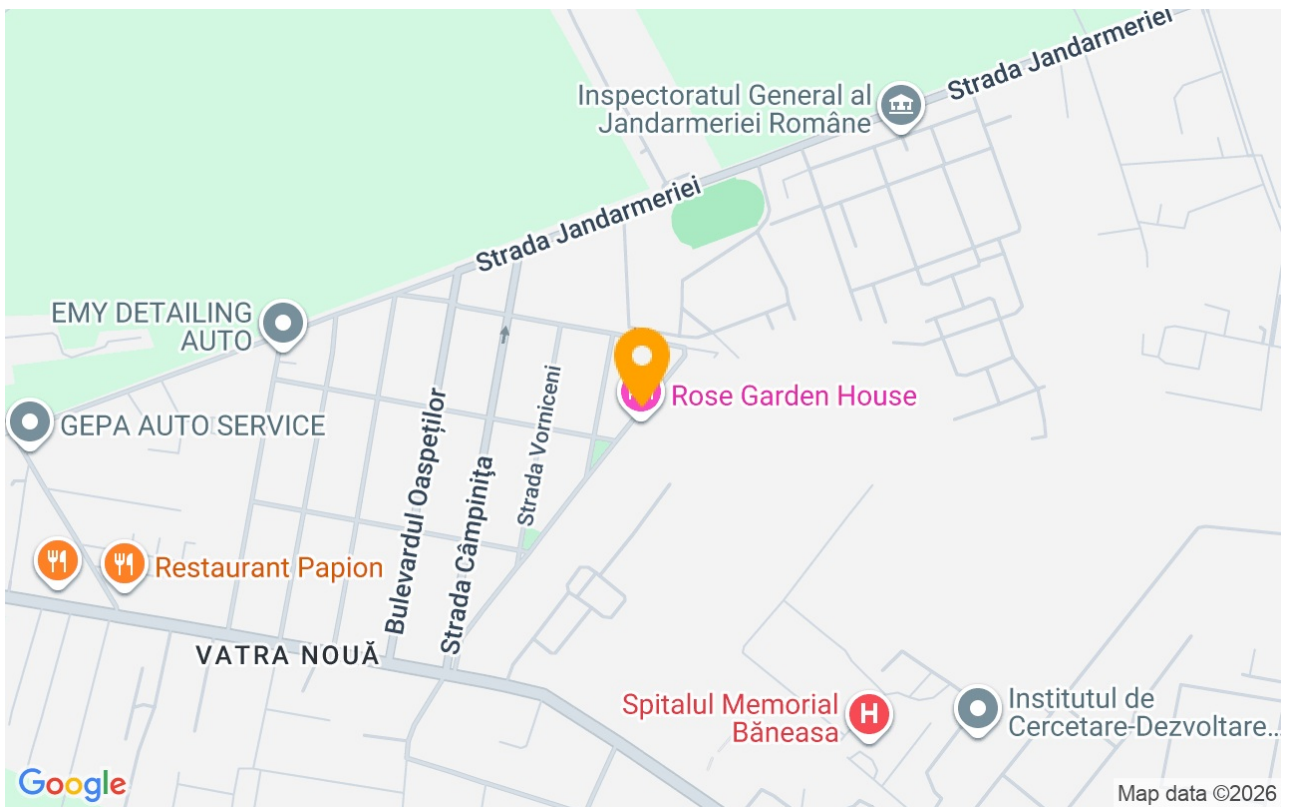 Strada Jandarmeriei
Inspectoratul General al
Jandarmeriei Române
Strada Jandarmeriei
EMY DETAILING
AUTO
Rose Garden House
GEPA AUTO SERVICE
Bulevardul Oaspeților
Strada Câmpinița
Strada Vorniceni
Restaurant Papion
VATRA NOUĂ
Spitalul Memorial
Băneasa
H
Institutul de
Cercetare-Dezvoltare...
Google
Map data ©2026